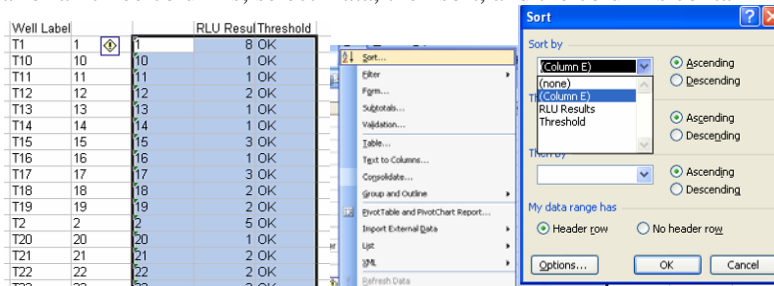 Well Label RLU Resul Threshold
T1 1 1 8 OK
T10 10 10 1 OK
T11 11 11 1 OK
T12 12 12 2 OK
T13 13 13 1 OK
T14 14 14 1 OK
T15 15 15 3 OK
T16 16 16 1 OK
T17 17 17 3 OK
T18 18 18 2 OK
T19 19 19 2 OK
T2 2 2 5 OK
T20 20 20 1 OK
T21 21 21 2 OK
T22 22 22 2 OK
Sort...
Filter
Form...
Subtotals...
Validation...
Table...
Text to Columns...
Consolidate...
Group and Outline
PivotTable and PivotChart Report...
Import External Data
List
XML
Refresh Data
Sort
Sort by
(Column E)
Ascending
Descending
(none)
(Column E)
RLU Results
Threshold
Ascending
Descending
Then by
Ascending
Descending
My data range has
Header row
No header row
Options...
OK
Cancel